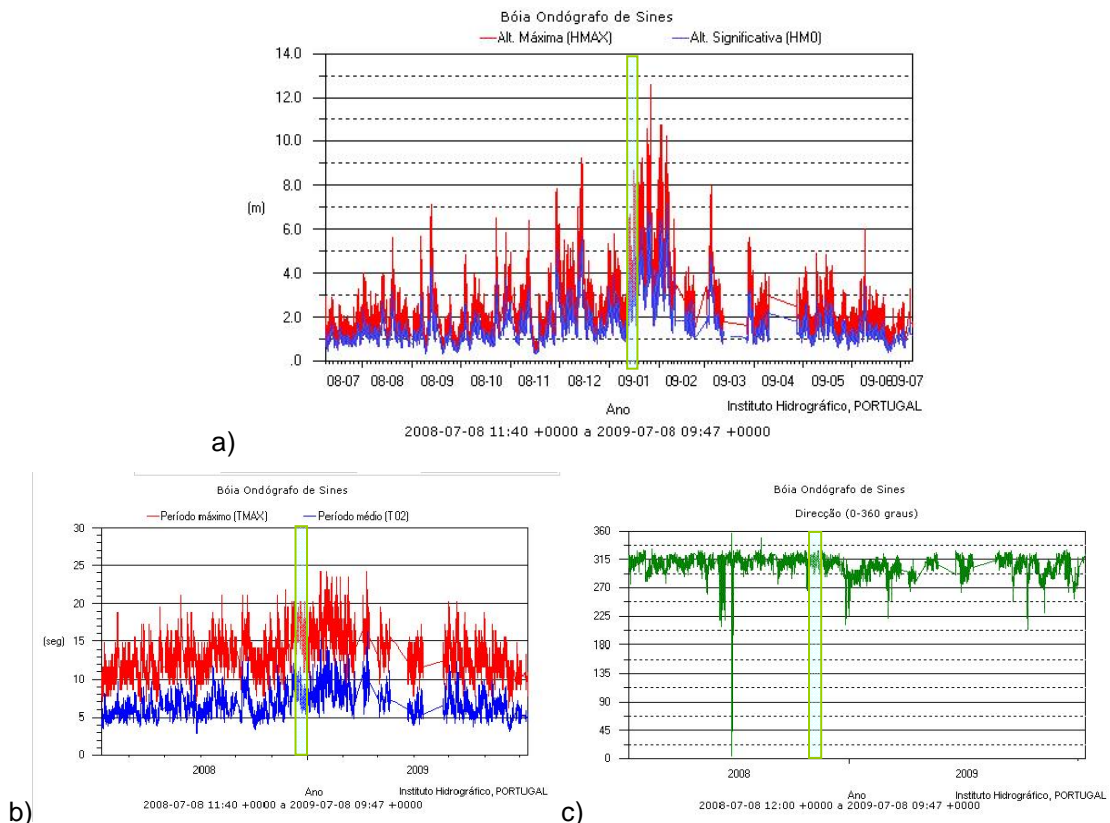 Bóia Ondógrafo de Sines
Alt. Máxima (HMAX) Alt. Significativa (HM0)
14.0
12.0
10.0
8.0
(m)
6.0
4.0
2.0
.0
08-07 08-08 08-09 08-10 08-11 08-12 09-01 09-02 09-03 09-04 09-05 09-06 09-07
Ano
Instituto Hidrográfico, PORTUGAL
2008-07-08 11:40 +0000 a 2009-07-08 09:47 +0000
a)
Bóia Ondógrafo de Sines
Período máximo (TMAX) Período médio (T02)
30
25
20
15
(seg)
10
5
0
2008 2009
Ano
Instituto Hidrográfico, PORTUGAL
2008-07-08 11:40 +0000 a 2009-07-08 09:47 +0000
b)
Bóia Ondógrafo de Sines
Direcção (0-360 graus)
360
315
270
225
180
135
90
45
0
2008 2009
Ano
Instituto Hidrográfico, PORTUGAL
2008-07-08 12:00 +0000 a 2009-07-08 09:47 +0000
c)